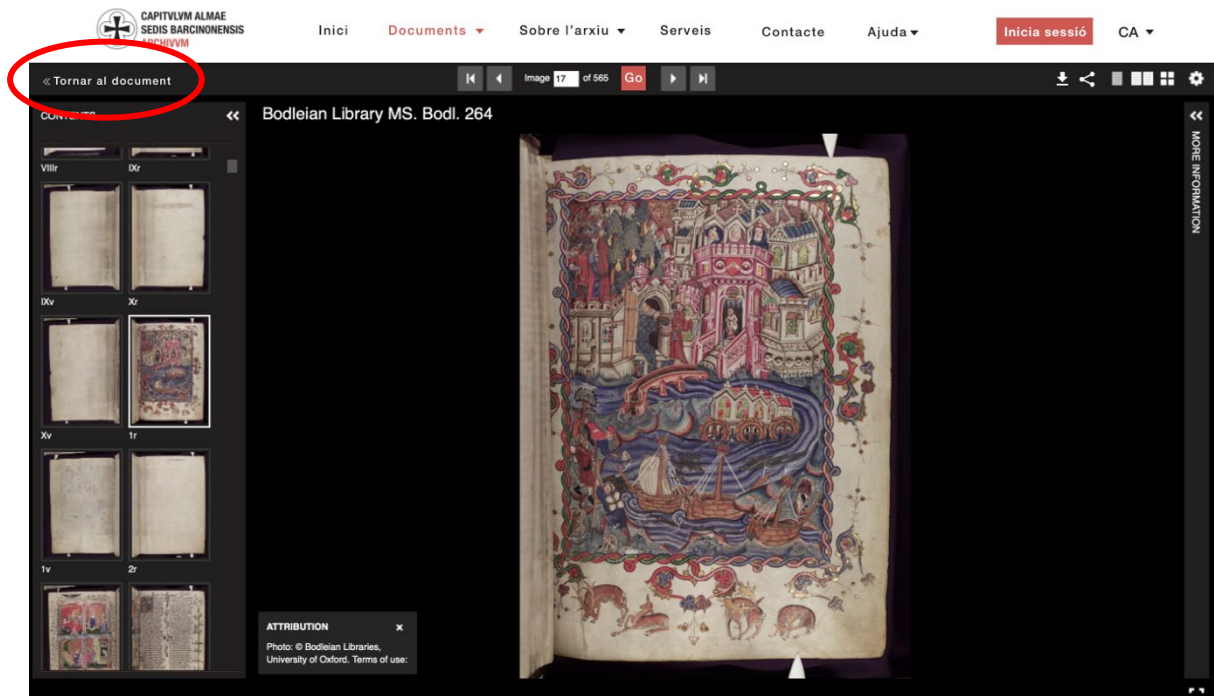 CAPITVLVM ALMAE
SEDIS BARCINONENSIS
ARCHIVVM
Inici
Documents
Sobre l'arxiu
Serveis
Contacte
Ajuda
Inicia sessió
CA
« Tornar al document
Image 17 of 565 Go
CONTENTS
Bodleian Library MS. Bodl. 264
MORE INFORMATION
VIIIr
IXr
IXv
Xr
Xv
1r
1v
2r
ATTRIBUTION
Photo: © Bodleian Libraries,
University of Oxford. Terms of use: